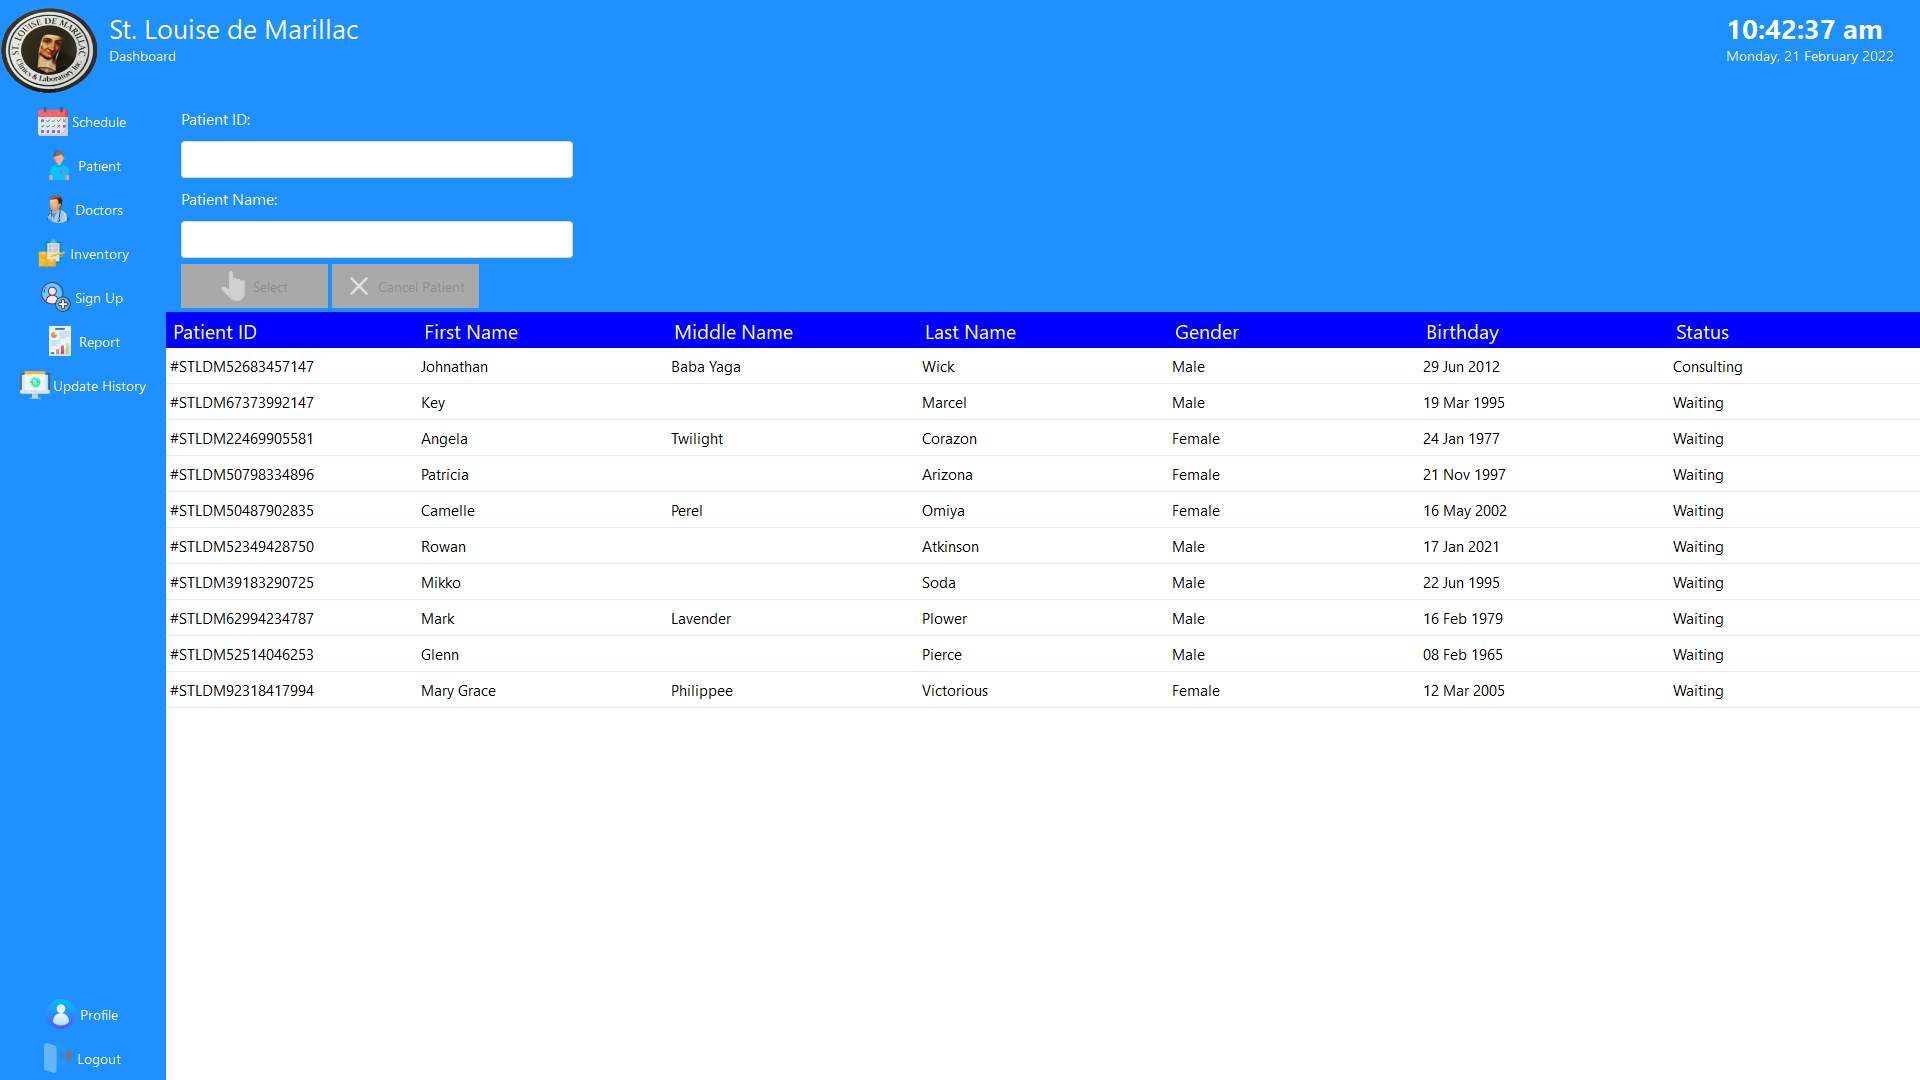 ST. LOUISE DE MARILLAC
Clinics & Laboratory Inc.
St. Louise de Marillac
Dashboard
10:42:37 am
Monday, 21 February 2022
Schedule
Patient
Doctors
Inventory
Sign Up
Report
Update History
Profile
Logout
Patient ID:
Patient Name:
Select
Cancel Patient
Patient ID First Name Middle Name Last Name Gender Birthday Status
#STLDM52683457147 Johnathan Baba Yaga Wick Male 29 Jun 2012 Consulting
#STLDM67373992147 Key Marcel Male 19 Mar 1995 Waiting
#STLDM22469905581 Angela Twilight Corazon Female 24 Jan 1977 Waiting
#STLDM50798334896 Patricia Arizona Female 21 Nov 1997 Waiting
#STLDM50487902835 Camelle Perel Omiya Female 16 May 2002 Waiting
#STLDM52349428750 Rowan Atkinson Male 17 Jan 2021 Waiting
#STLDM39183290725 Mikko Soda Male 22 Jun 1995 Waiting
#STLDM62994234787 Mark Lavender Plower Male 16 Feb 1979 Waiting
#STLDM52514046253 Glenn Pierce Male 08 Feb 1965 Waiting
#STLDM92318417994 Mary Grace Philippee Victorious Female 12 Mar 2005 Waiting